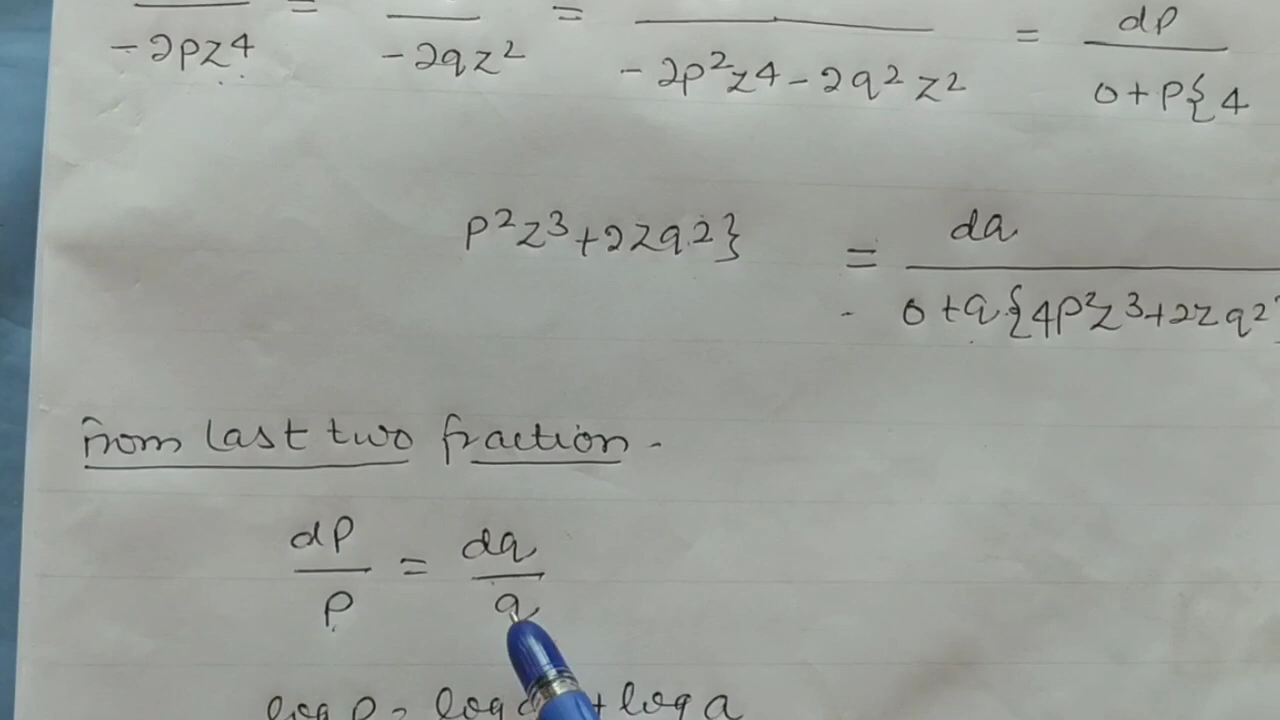 —— = —— = —— = dp
-2pz⁴ -2qz² -2p²z⁴-2q²z² 0+p{4
p²z³+2zq²} = dq
0+q{4p²z³+2zq²}
From last two fraction -
dp = dq
p q
log p = log q + log a